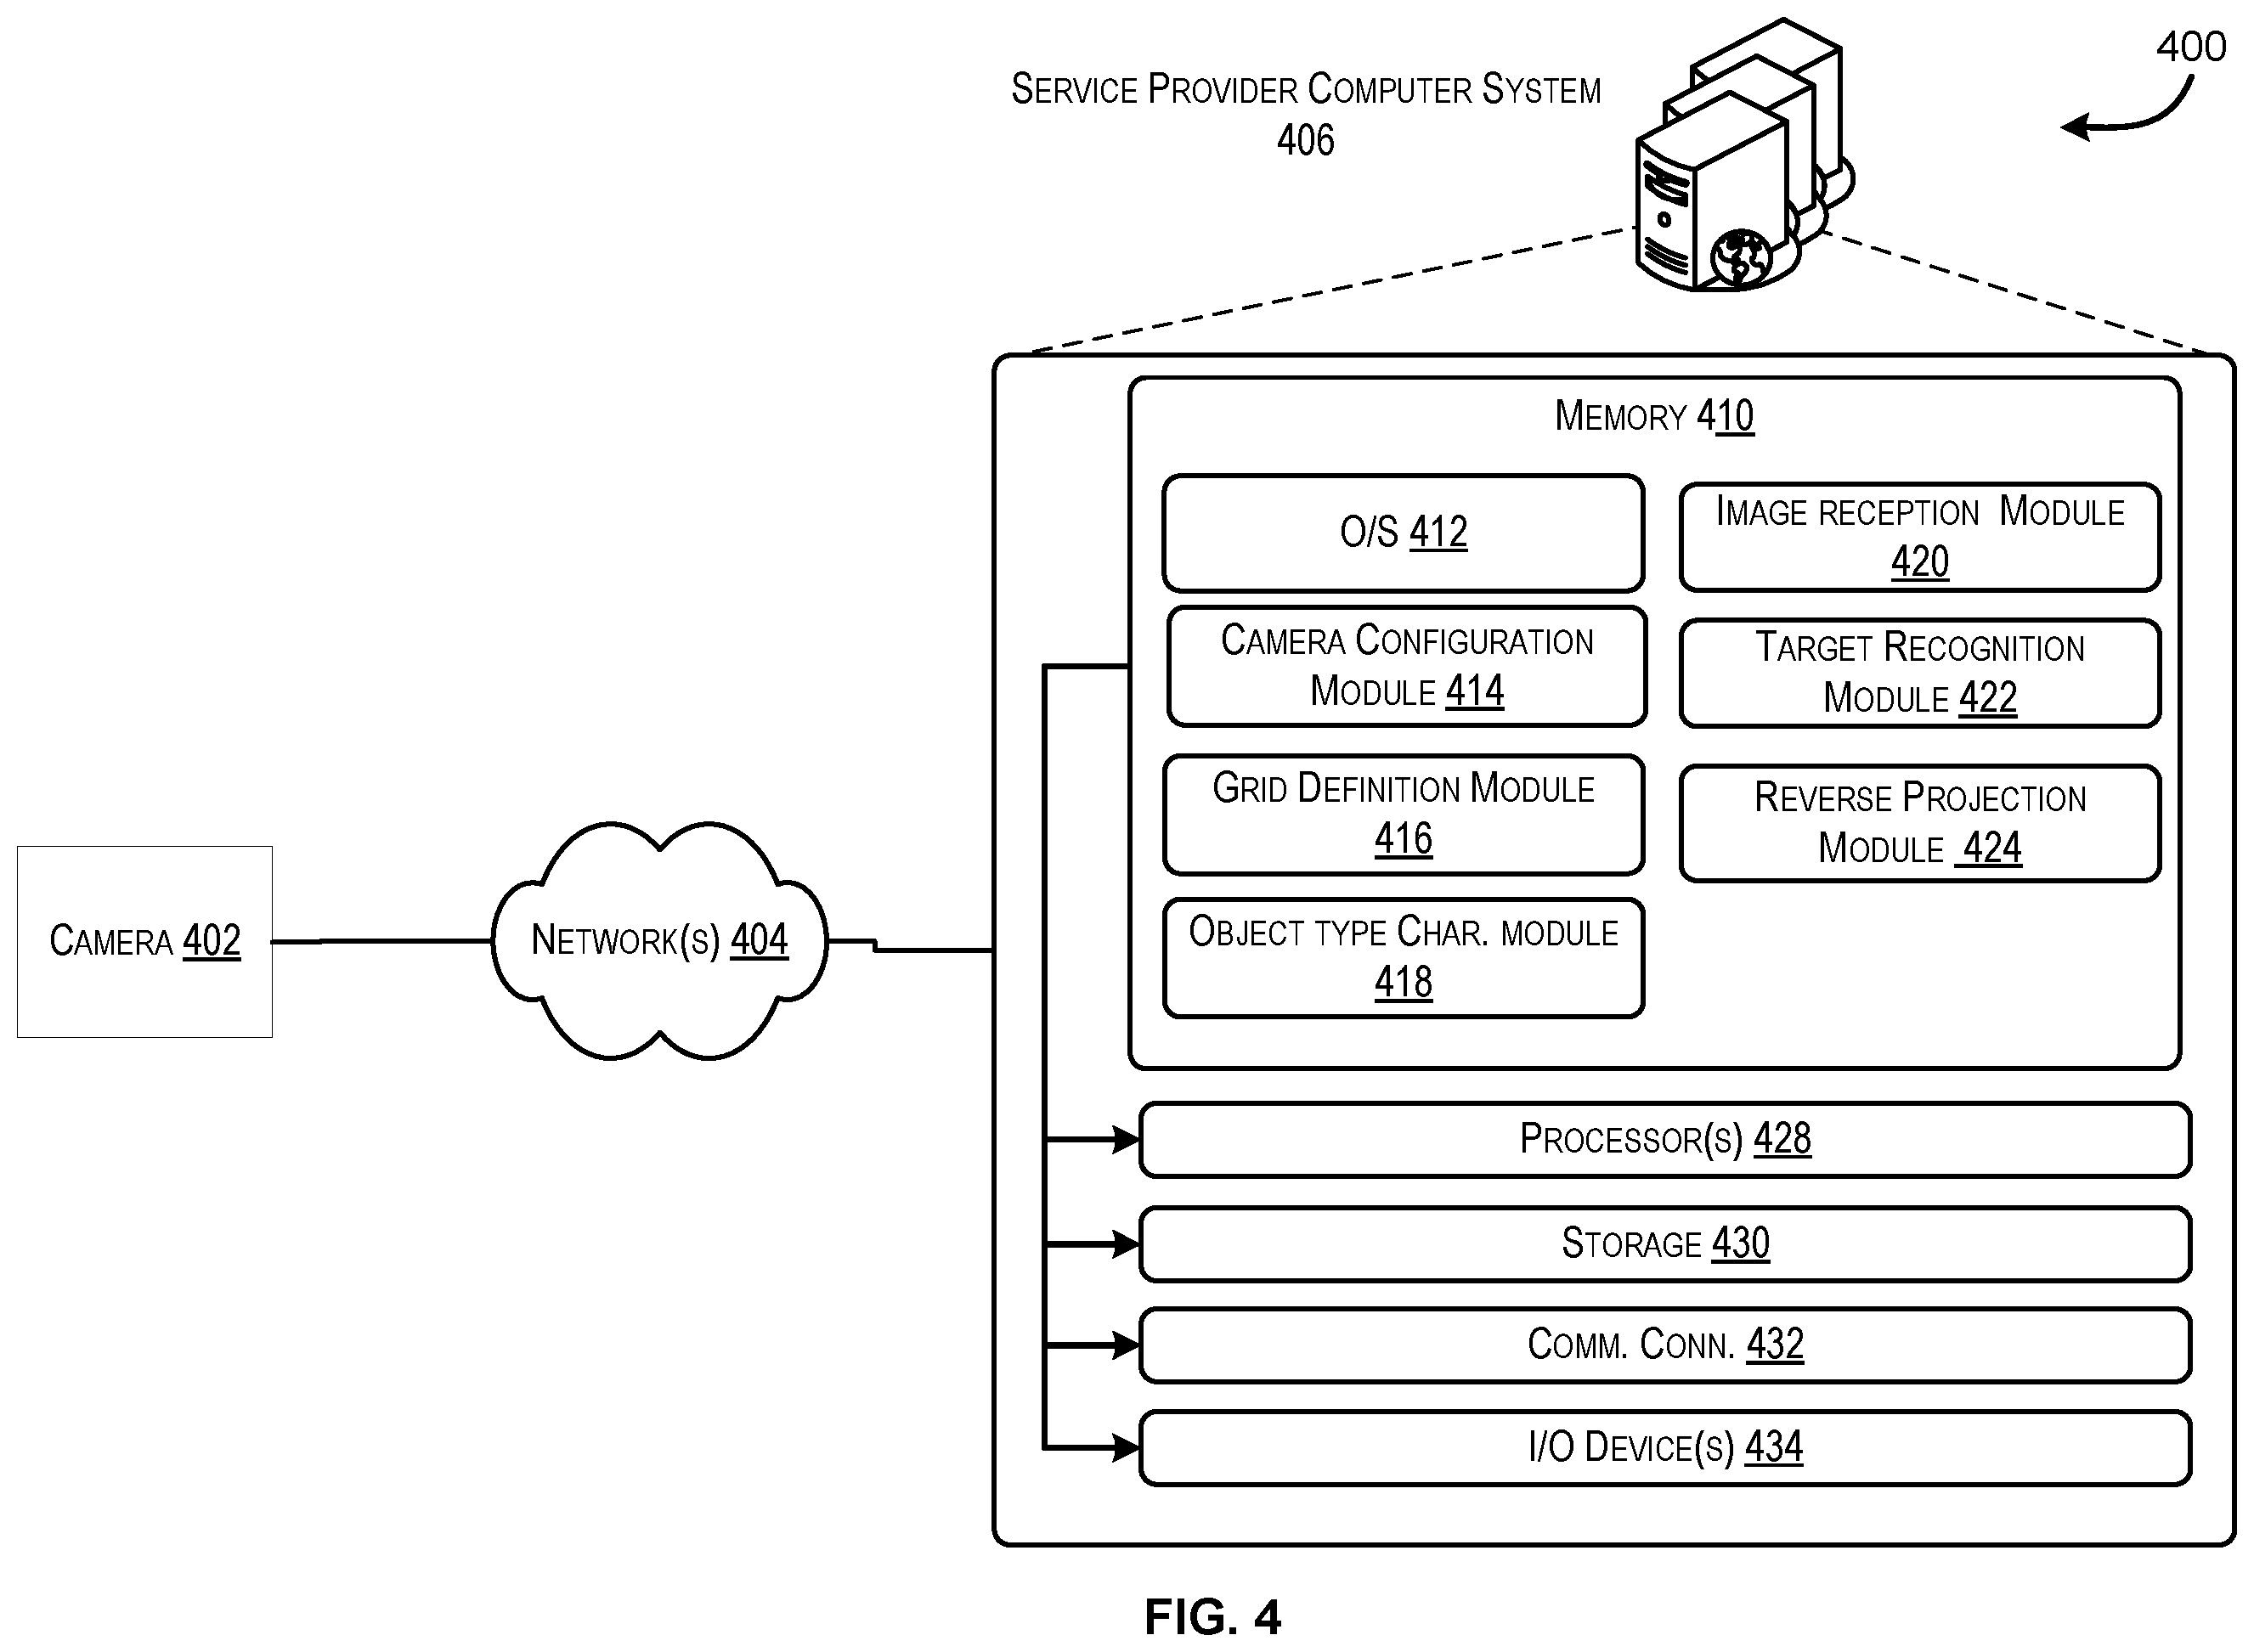 400
Service Provider Computer System
406
Memory 410
O/S 412
Image reception Module
420
Camera Configuration
Module 414
Target Recognition
Module 422
Grid Definition Module
416
Reverse Projection
Module 424
Object type Char. module
418
Camera 402
Network(s) 404
Processor(s) 428
Storage 430
Comm. Conn. 432
I/O Device(s) 434
FIG. 4